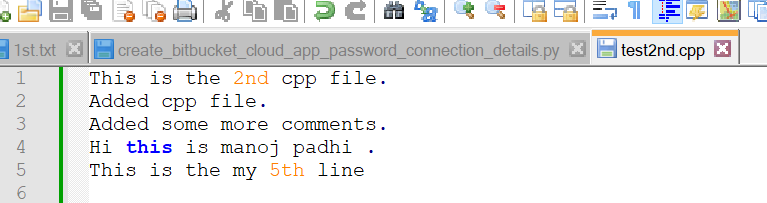 1st.txt create_bitbucket_cloud_app_password_connection_details.py test2nd.cpp
1 This is the 2nd cpp file.
2 Added cpp file.
3 Added some more comments.
4 Hi this is manoj padhi .
5 This is the my 5th line
6